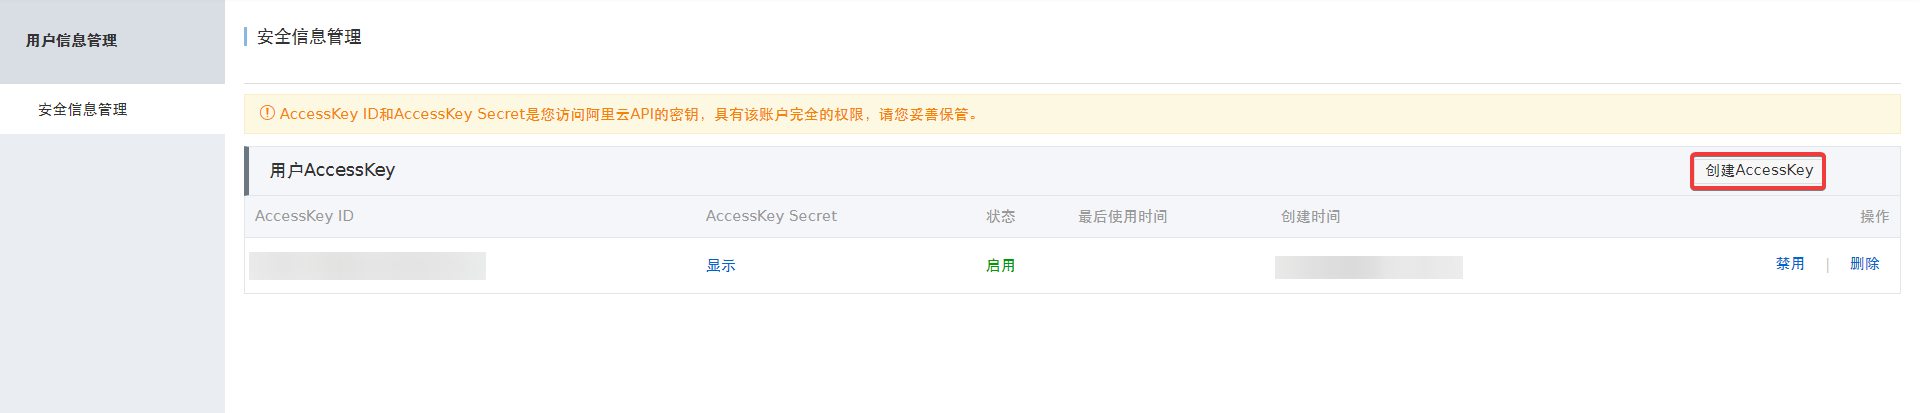 用户信息管理
安全信息管理
安全信息管理
AccessKey ID和AccessKey Secret是您访问阿里云API的密钥，具有该账户完全的权限，请您妥善保管。
用户AccessKey
创建AccessKey
AccessKey ID AccessKey Secret 状态 最后使用时间 创建时间 操作
显示 启用 禁用 | 删除